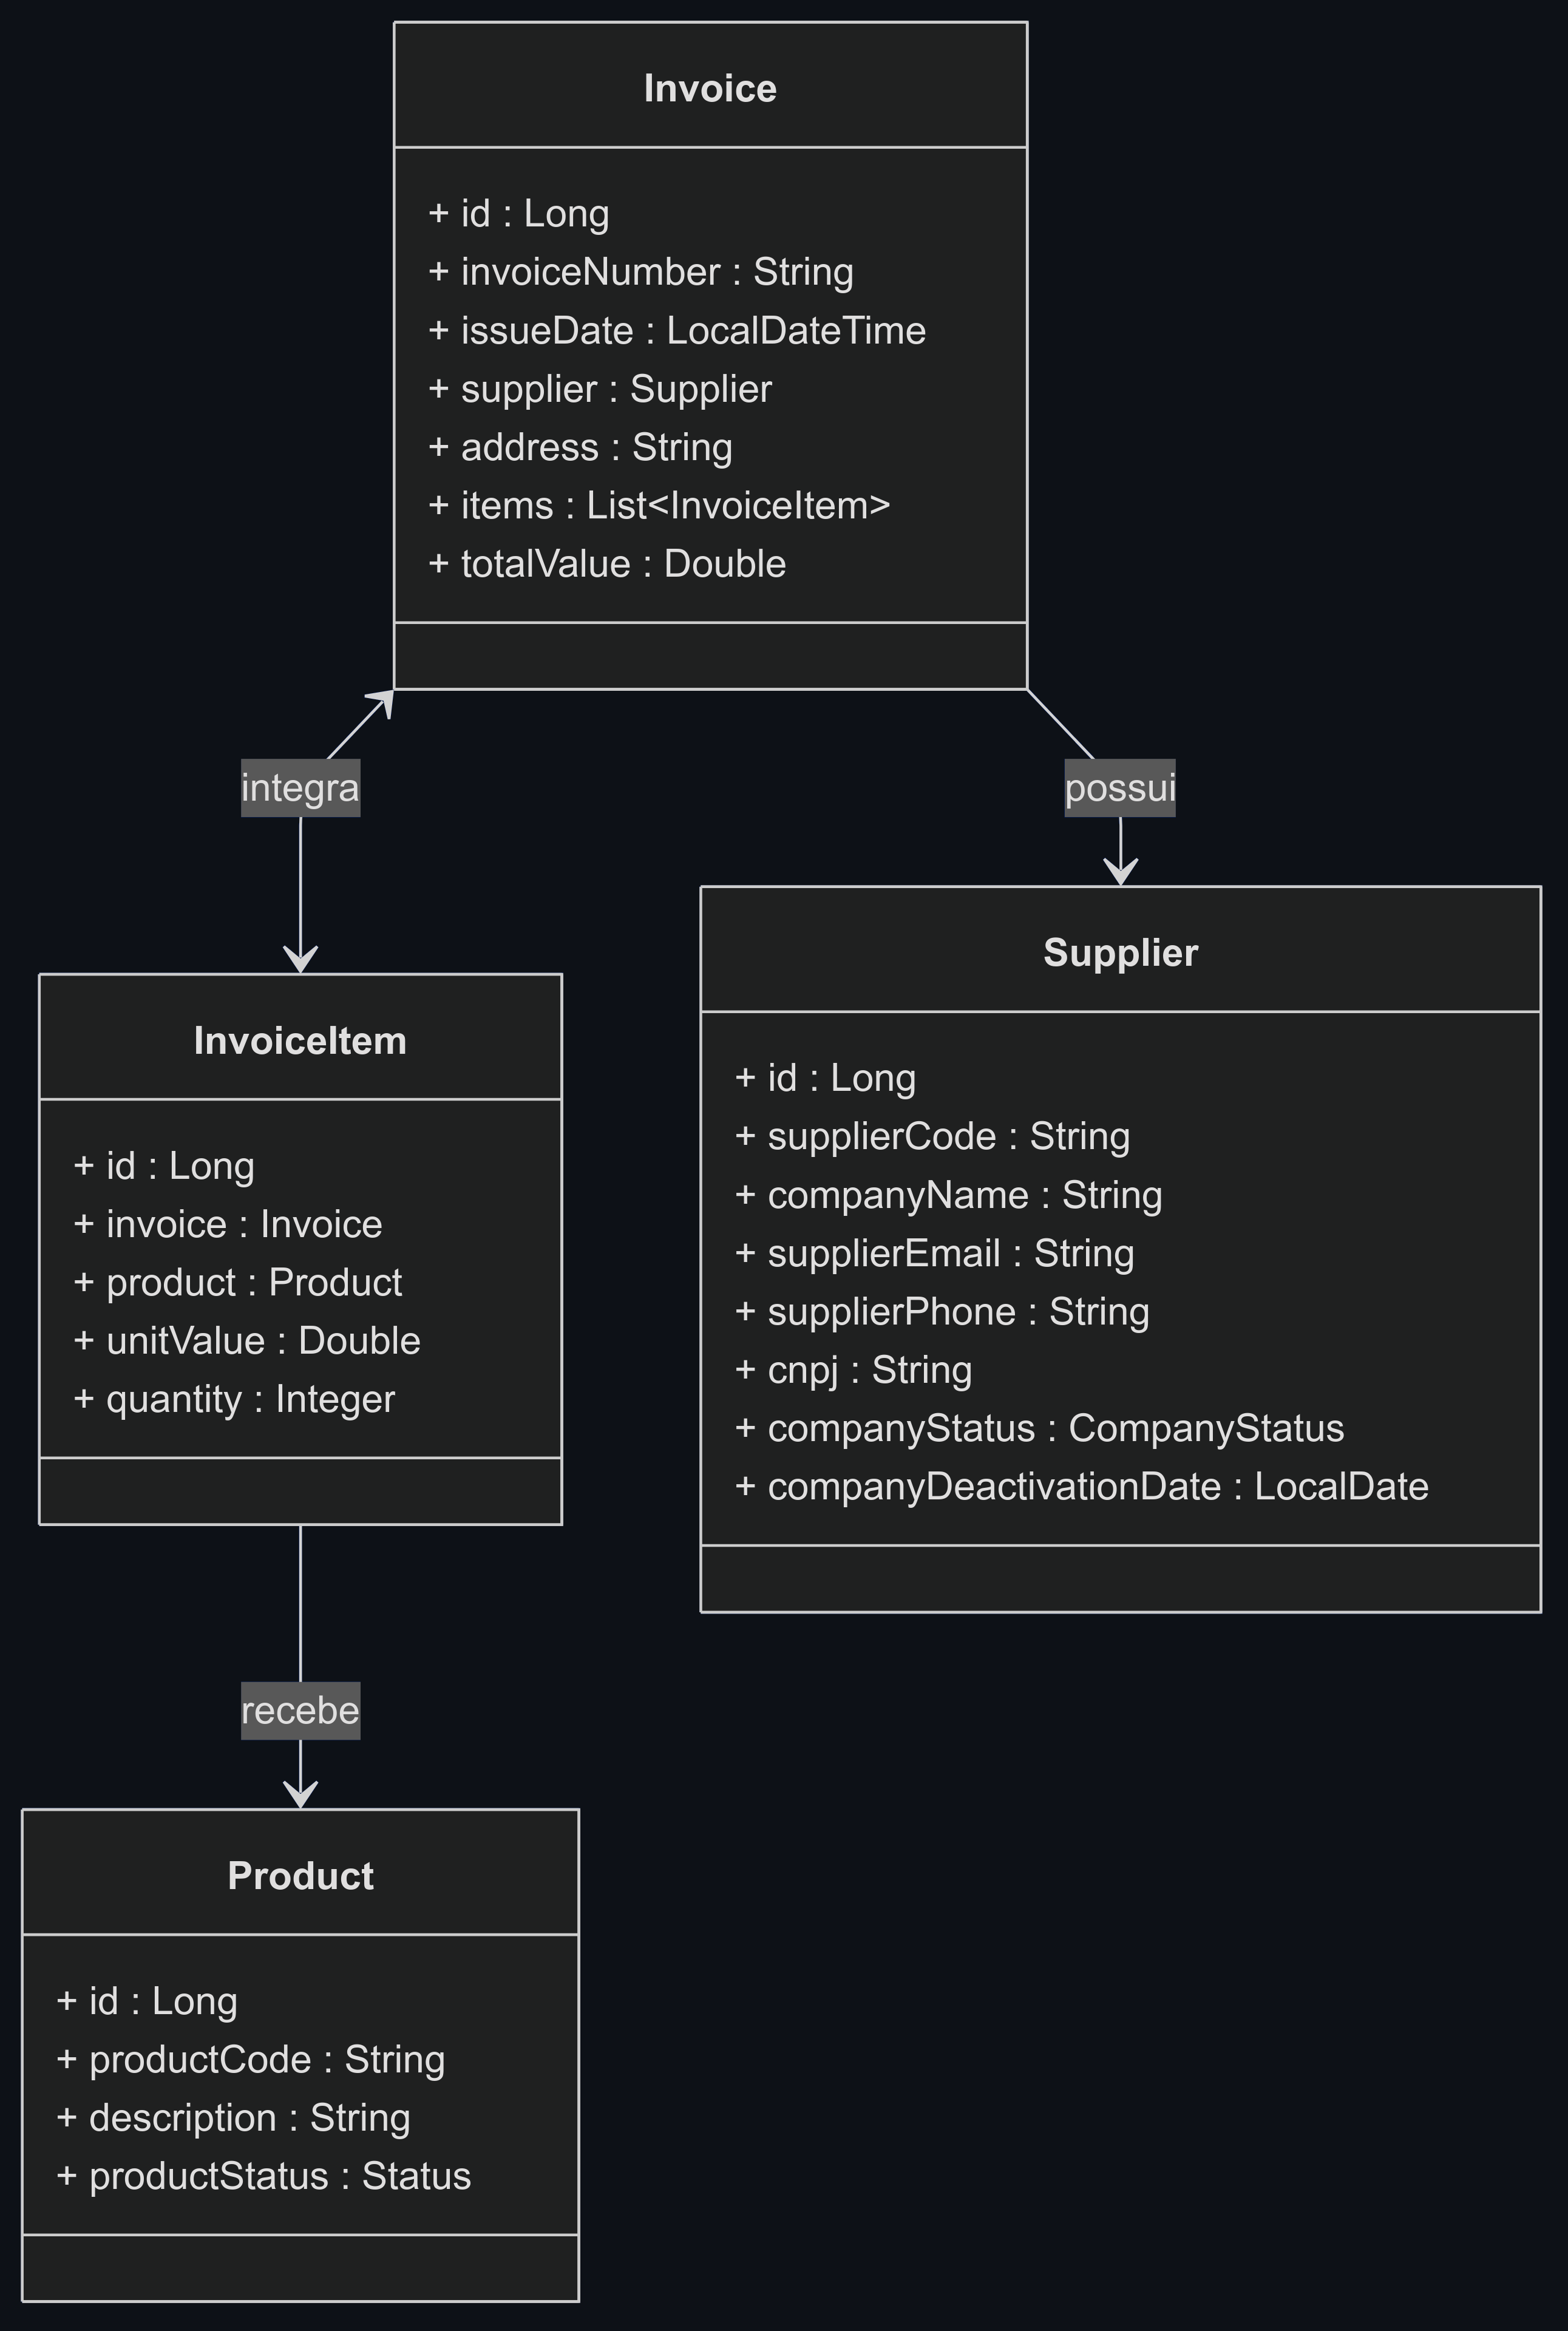 Invoice
+ id : Long
+ invoiceNumber : String
+ issueDate : LocalDateTime
+ supplier : Supplier
+ address : String
+ items : List<InvoiceItem>
+ totalValue : Double
integra
possui
InvoiceItem
+ id : Long
+ invoice : Invoice
+ product : Product
+ unitValue : Double
+ quantity : Integer
Supplier
+ id : Long
+ supplierCode : String
+ companyName : String
+ supplierEmail : String
+ supplierPhone : String
+ cnpj : String
+ companyStatus : CompanyStatus
+ companyDeactivationDate : LocalDate
recebe
Product
+ id : Long
+ productCode : String
+ description : String
+ productStatus : Status